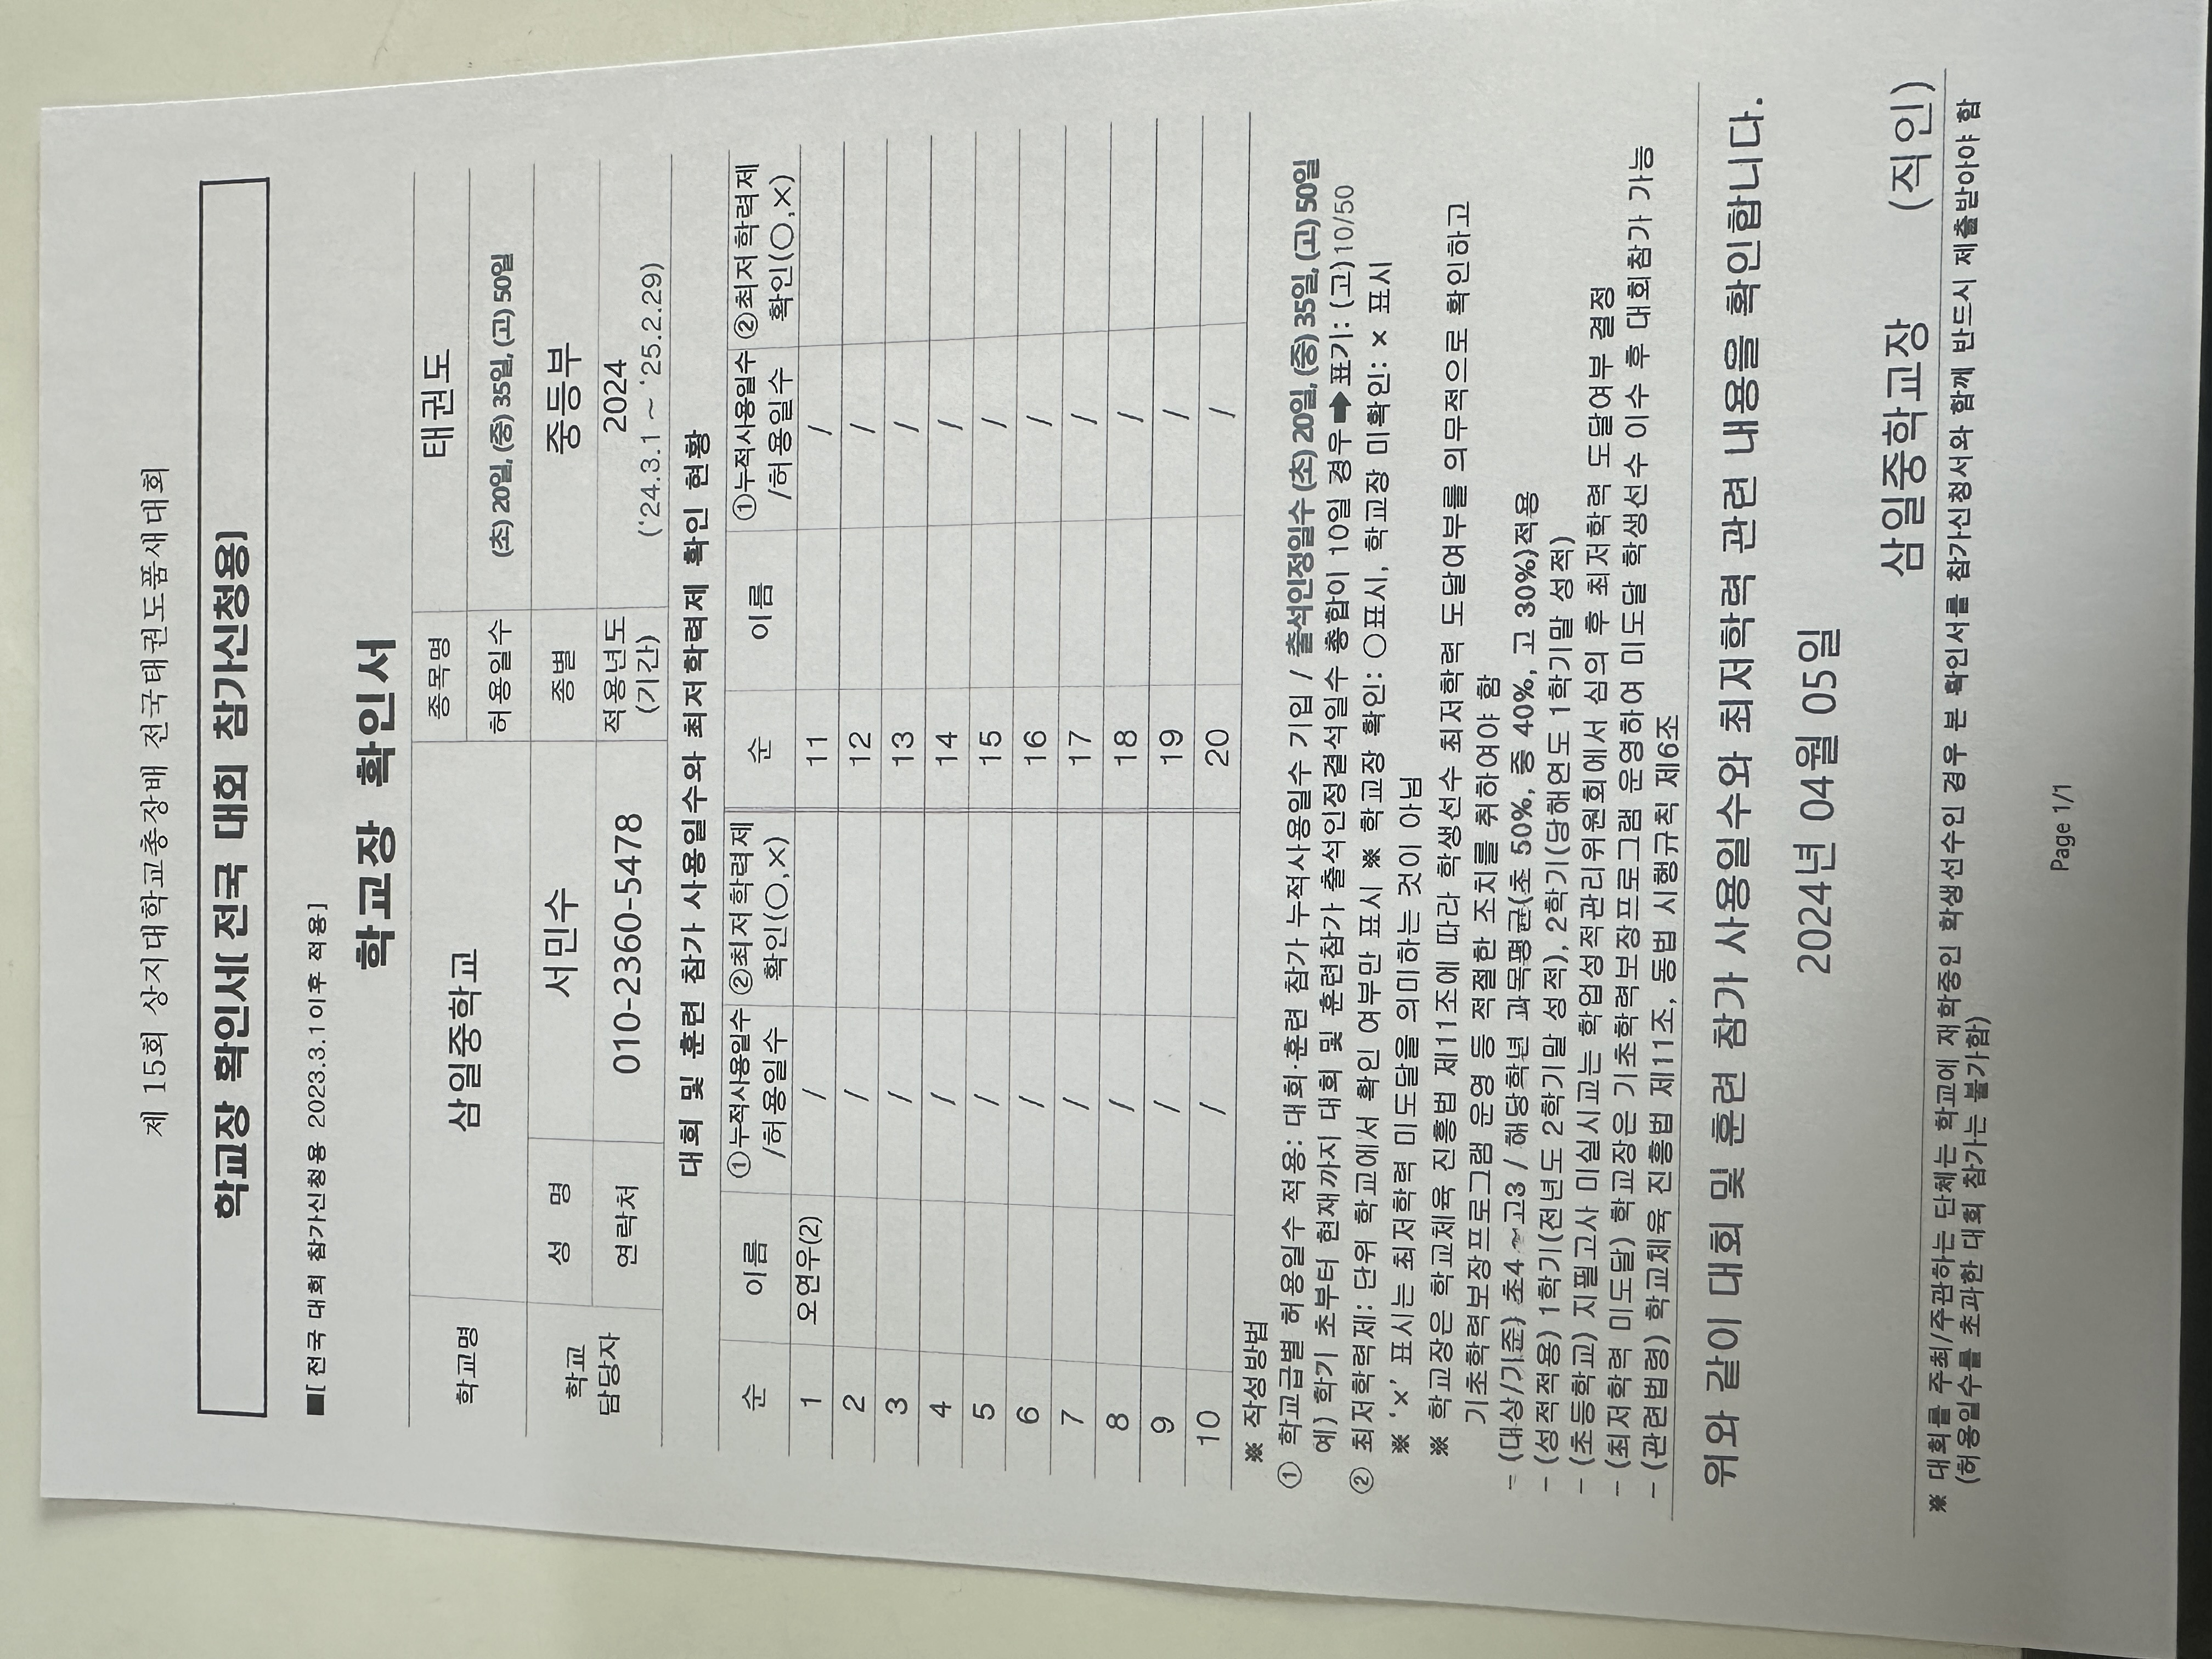 제 15회 상지대학교총장배 전국태권도품새대회
학교장 확인서[ 전국 대회 참가신청용]
■[전국 대회 참가신청용 2023.3.1이후 적용]
학교장 확인서
학교명 삼일중학교 종목명 태권도
허용일수 (초) 20일, (중) 35일, (고) 50일
학교 담당자 성 명 서민수 종별 중등부
연락처 010-2360-5478 적용년도 (기간) 2024 ('24.3.1 ~ '25.2.29)
대회 및 훈련 참가 사용일수와 최저학력제 확인 현황
순 이름 ①누적사용일수 /허용일수 ②최저학력제 확인(○,×) 순 이름 ①누적사용일수 /허용일수 ②최저학력제 확인(○,×)
1 오연우(2) / 11 /
2 / 12 /
3 / 13 /
4 / 14 /
5 / 15 /
6 / 16 /
7 / 17 /
8 / 18 /
9 / 19 /
10 / 20 /
※ 작성방법
① 학교급별 허용일수 적용: 대회·훈련 참가 누적사용일수 기입 / 출석인정일수 (초) 20일, (중) 35일, (고) 50일
예) 학기 초부터 현재까지 대회 및 훈련참가 출석인정결석일수 총합이 10일 경우 ➡ 표기: (고)10/50
② 최저학력제: 단위 학교에서 확인 여부만 표시 ※ 학교장 확인: ○표시, 학교장 미확인: × 표시
※ '×' 표시는 최저학력 미도달을 의미하는 것이 아님
※ 학교장은 학교체육 진흥법 제11조에 따라 학생선수 최저학력 도달여부를 의무적으로 확인하고
기초학력보장프로그램 운영 등 적절한 조치를 취하여야 함
- (대상/기준) 초4 ~ 고3 / 해당학년 과목평균(초 50%, 중 40%, 고 30%)적용
- (성적적용) 1학기(전년도 2학기말 성적), 2학기(당해연도 1학기말 성적)
- (초등학교) 지필고사 미실시교는 학업성적관리위원회에서 심의 후 최저학력 도달여부 결정
- (최저학력 미도달) 학교장은 기초학력보장프로그램 운영하여 미도달 학생선수 이수 후 대회참가 가능
- (관련법령) 학교체육 진흥법 제11조, 동법 시행규칙 제6조
위와 같이 대회 및 훈련 참가 사용일수와 최저학력 관련 내용을 확인합니다.
2024년 04월 05일
삼일중학교장 (직인)
※ 대회를 주최/주관하는 단체는 학교에 재학중인 학생선수인 경우 본 확인서를 참가신청서와 함께 반드시 제출받아야 함
(허용일수를 초과한 대회 참가는 불가함)
Page 1/1